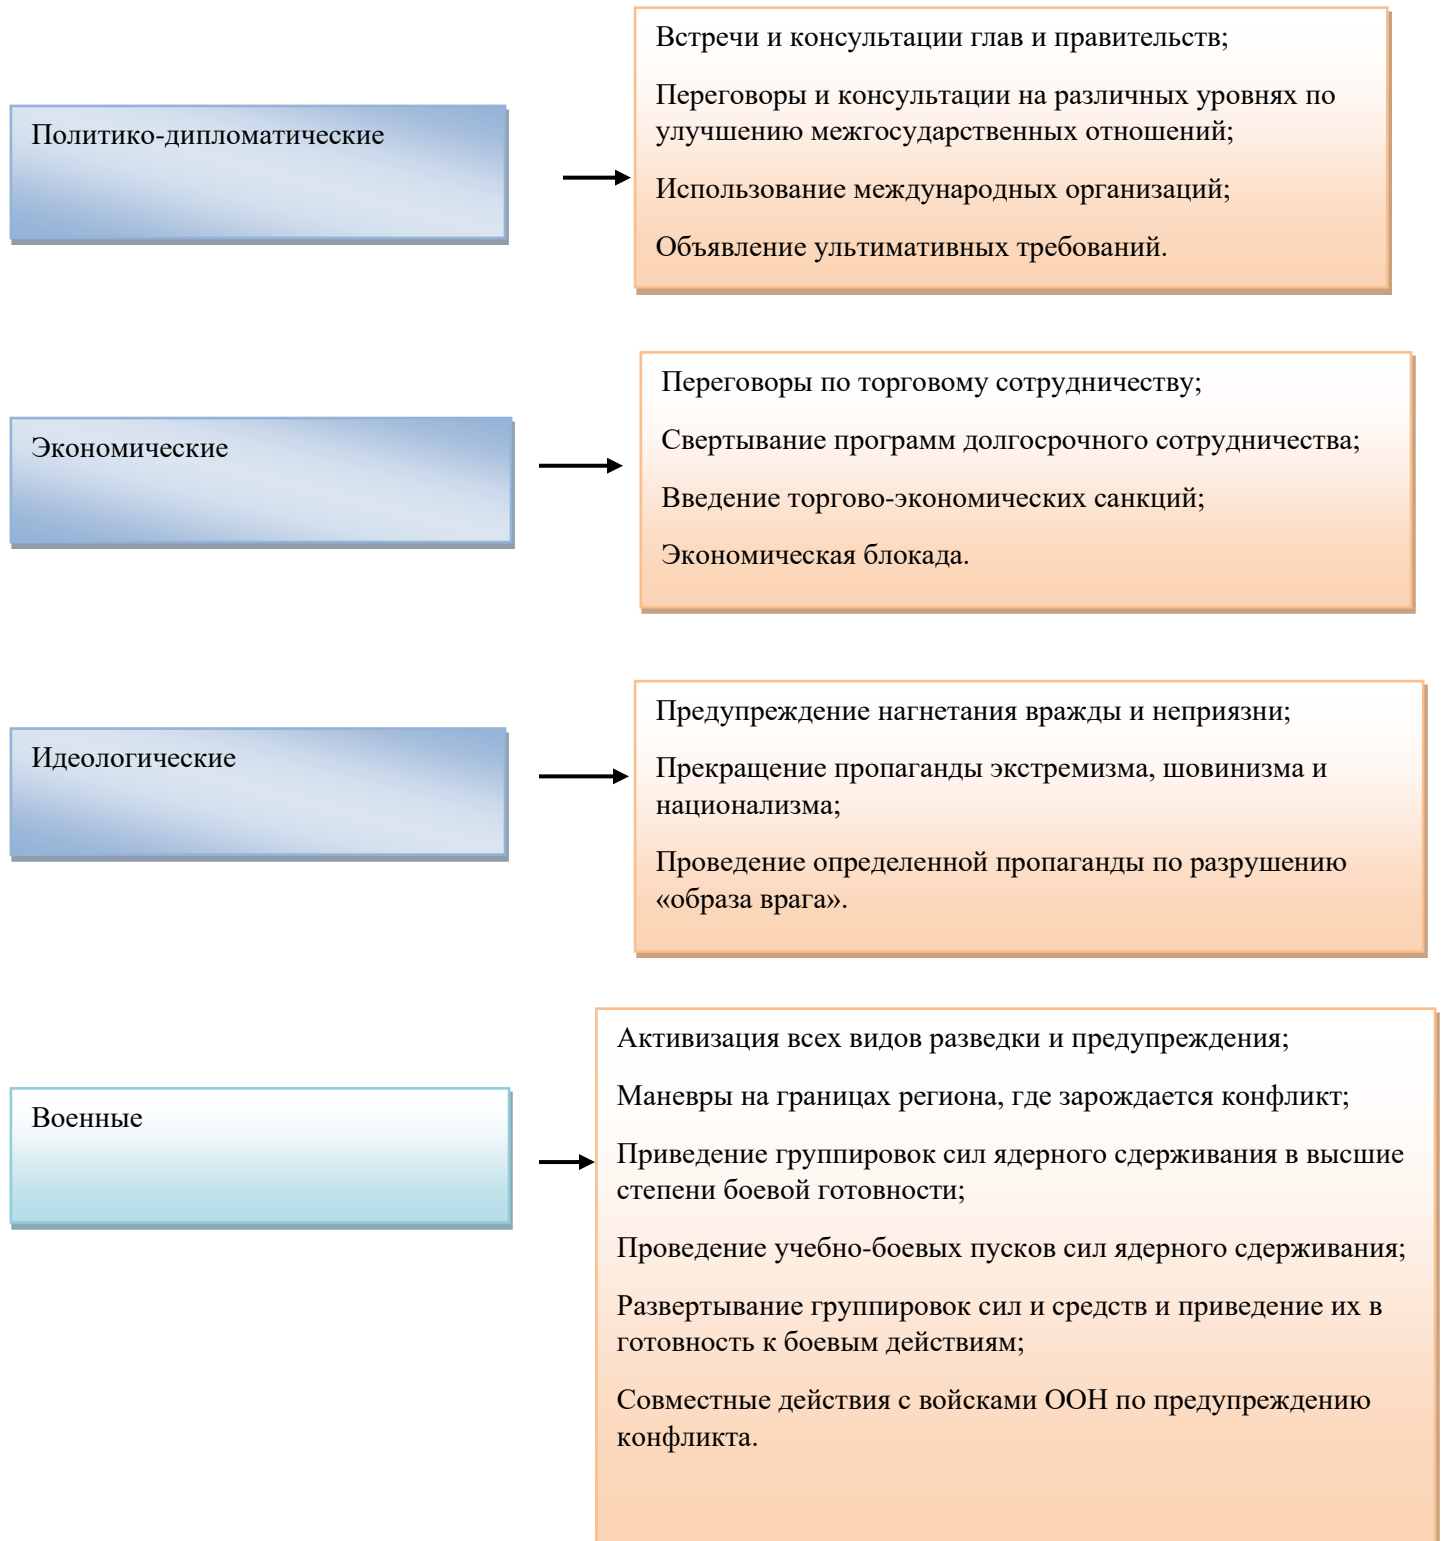 Политико-дипломатические
Встречи и консультации глав и правительств;
Переговоры и консультации на различных уровнях по
улучшению межгосударственных отношений;
Использование международных организаций;
Объявление ультимативных требований.
Экономические
Переговоры по торговому сотрудничеству;
Свертывание программ долгосрочного сотрудничества;
Введение торгово-экономических санкций;
Экономическая блокада.
Идеологические
Предупреждение нагнетания вражды и неприязни;
Прекращение пропаганды экстремизма, шовинизма и
национализма;
Проведение определенной пропаганды по разрушению
«образа врага».
Военные
Активизация всех видов разведки и предупреждения;
Маневры на границах региона, где зарождается конфликт;
Приведение группировок сил ядерного сдерживания в высшие
степени боевой готовности;
Проведение учебно-боевых пусков сил ядерного сдерживания;
Развертывание группировок сил и средств и приведение их в
готовность к боевым действиям;
Совместные действия с войсками ООН по предупреждению
конфликта.